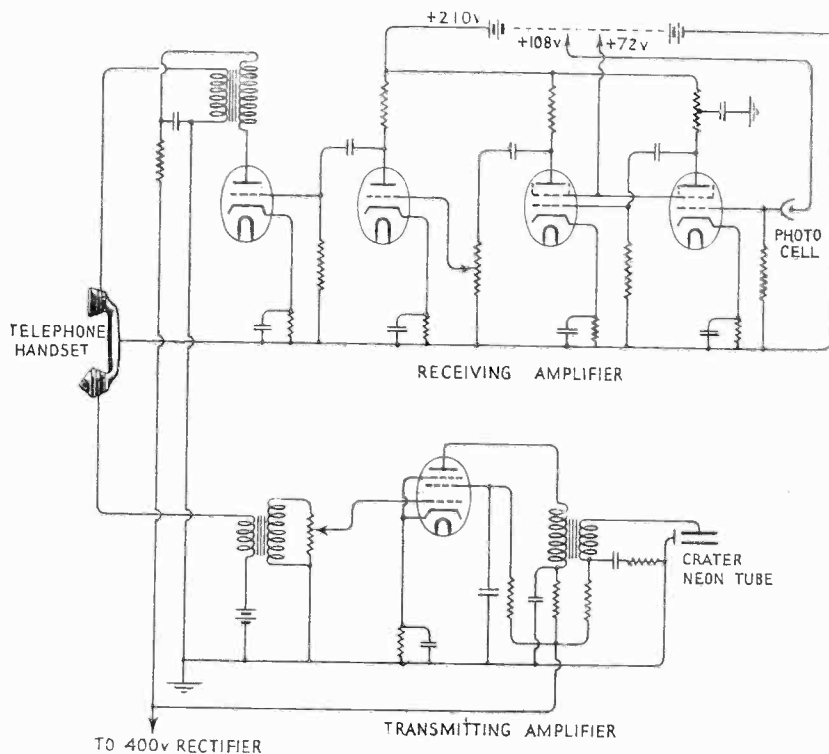 +210v
+108v
+72v
PHOTO
CELL
TELEPHONE
HANDSET
RECEIVING AMPLIFIER
CRATER
NEON TUBE
TRANSMITTING AMPLIFIER
TO 400v RECTIFIER